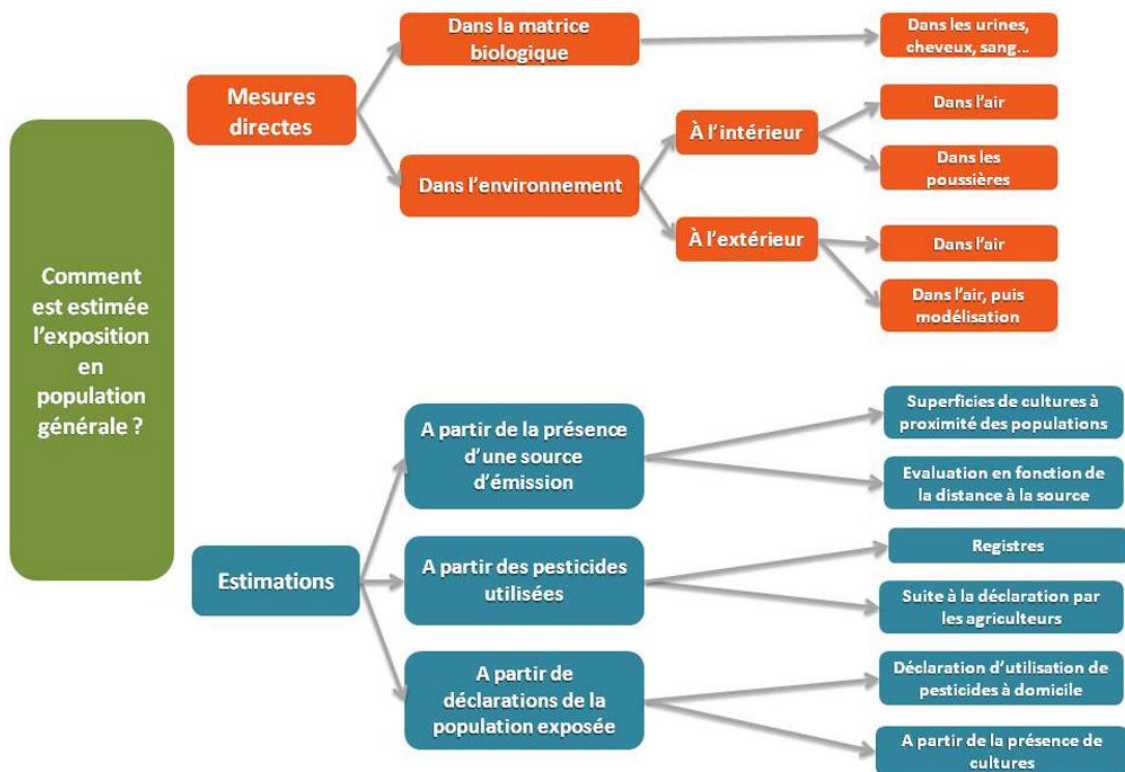 Comment
est estimée
l'exposition
en
population
générale ?
Mesures
directes
Dans la matrice
biologique
Dans les urines,
cheveux, sang...
Dans l'environnement
À l'intérieur
Dans l'air
Dans les
poussières
À l'extérieur
Dans l'air
Dans l'air, puis
modélisation
Estimations
A partir de la présence
d'une source
d'émission
Superficies de cultures à
proximité des populations
Evaluation en fonction de
la distance à la source
A partir des pesticides
utilisées
Registres
Suite à la déclaration par
les agriculteurs
A partir de
déclarations de la
population exposée
Déclaration d'utilisation de
pesticides à domicile
A partir de la présence de
cultures